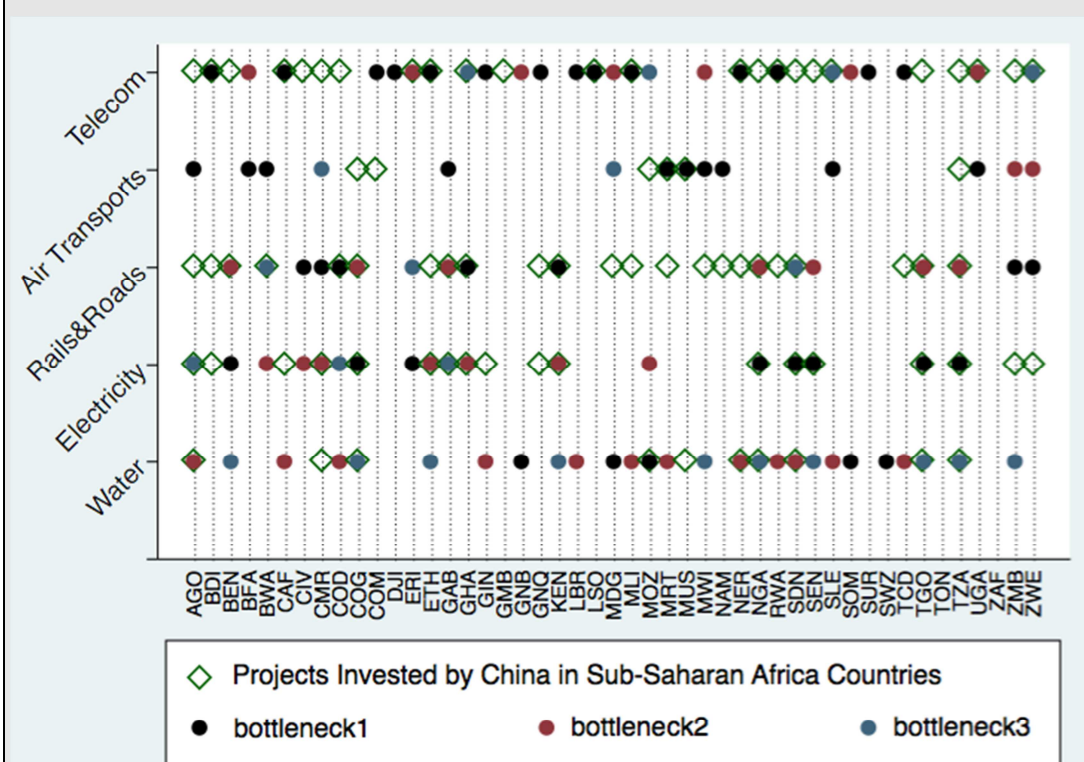 Telecom
Air Transports
Rails&Roads
Electricity
Water
AGO BDI BEN BFA BWA CAF CIV CMR COD COG COM DJI ERI ETH GAB GHA GIN GMB GNB GNQ KEN LBR LSO MDG MLI MOZ MRT MUS MWI NAM NER NGA RWA SDN SEN SLE SOM SUR SWZ TCD TGO TON TZA UGA ZAF ZMB ZWE
Projects Invested by China in Sub-Saharan Africa Countries
bottleneck1 bottleneck2 bottleneck3